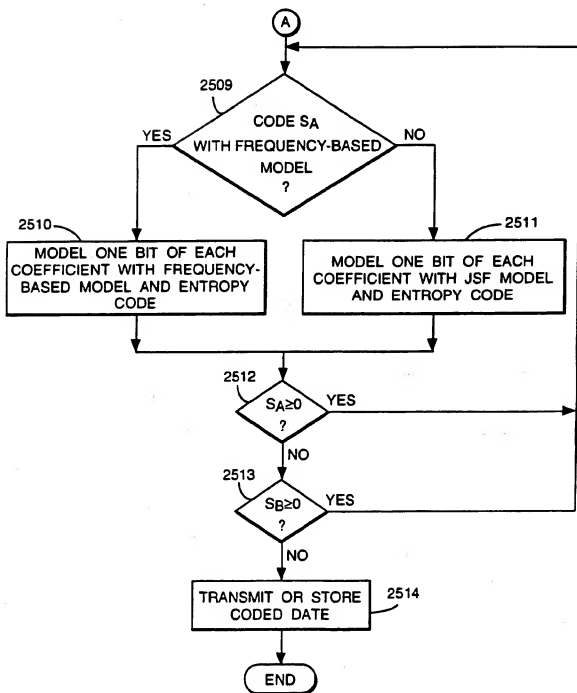 A
2509
CODE SA
WITH FREQUENCY-BASED
MODEL
?
YES
NO
2510
MODEL ONE BIT OF EACH
COEFFICIENT WITH FREQUENCY-
BASED MODEL AND ENTROPY
CODE
2511
MODEL ONE BIT OF EACH
COEFFICIENT WITH JSF MODEL
AND ENTROPY CODE
2512
SA≥0
?
YES
NO
2513
SB≥0
?
YES
NO
TRANSMIT OR STORE
CODED DATE
2514
END